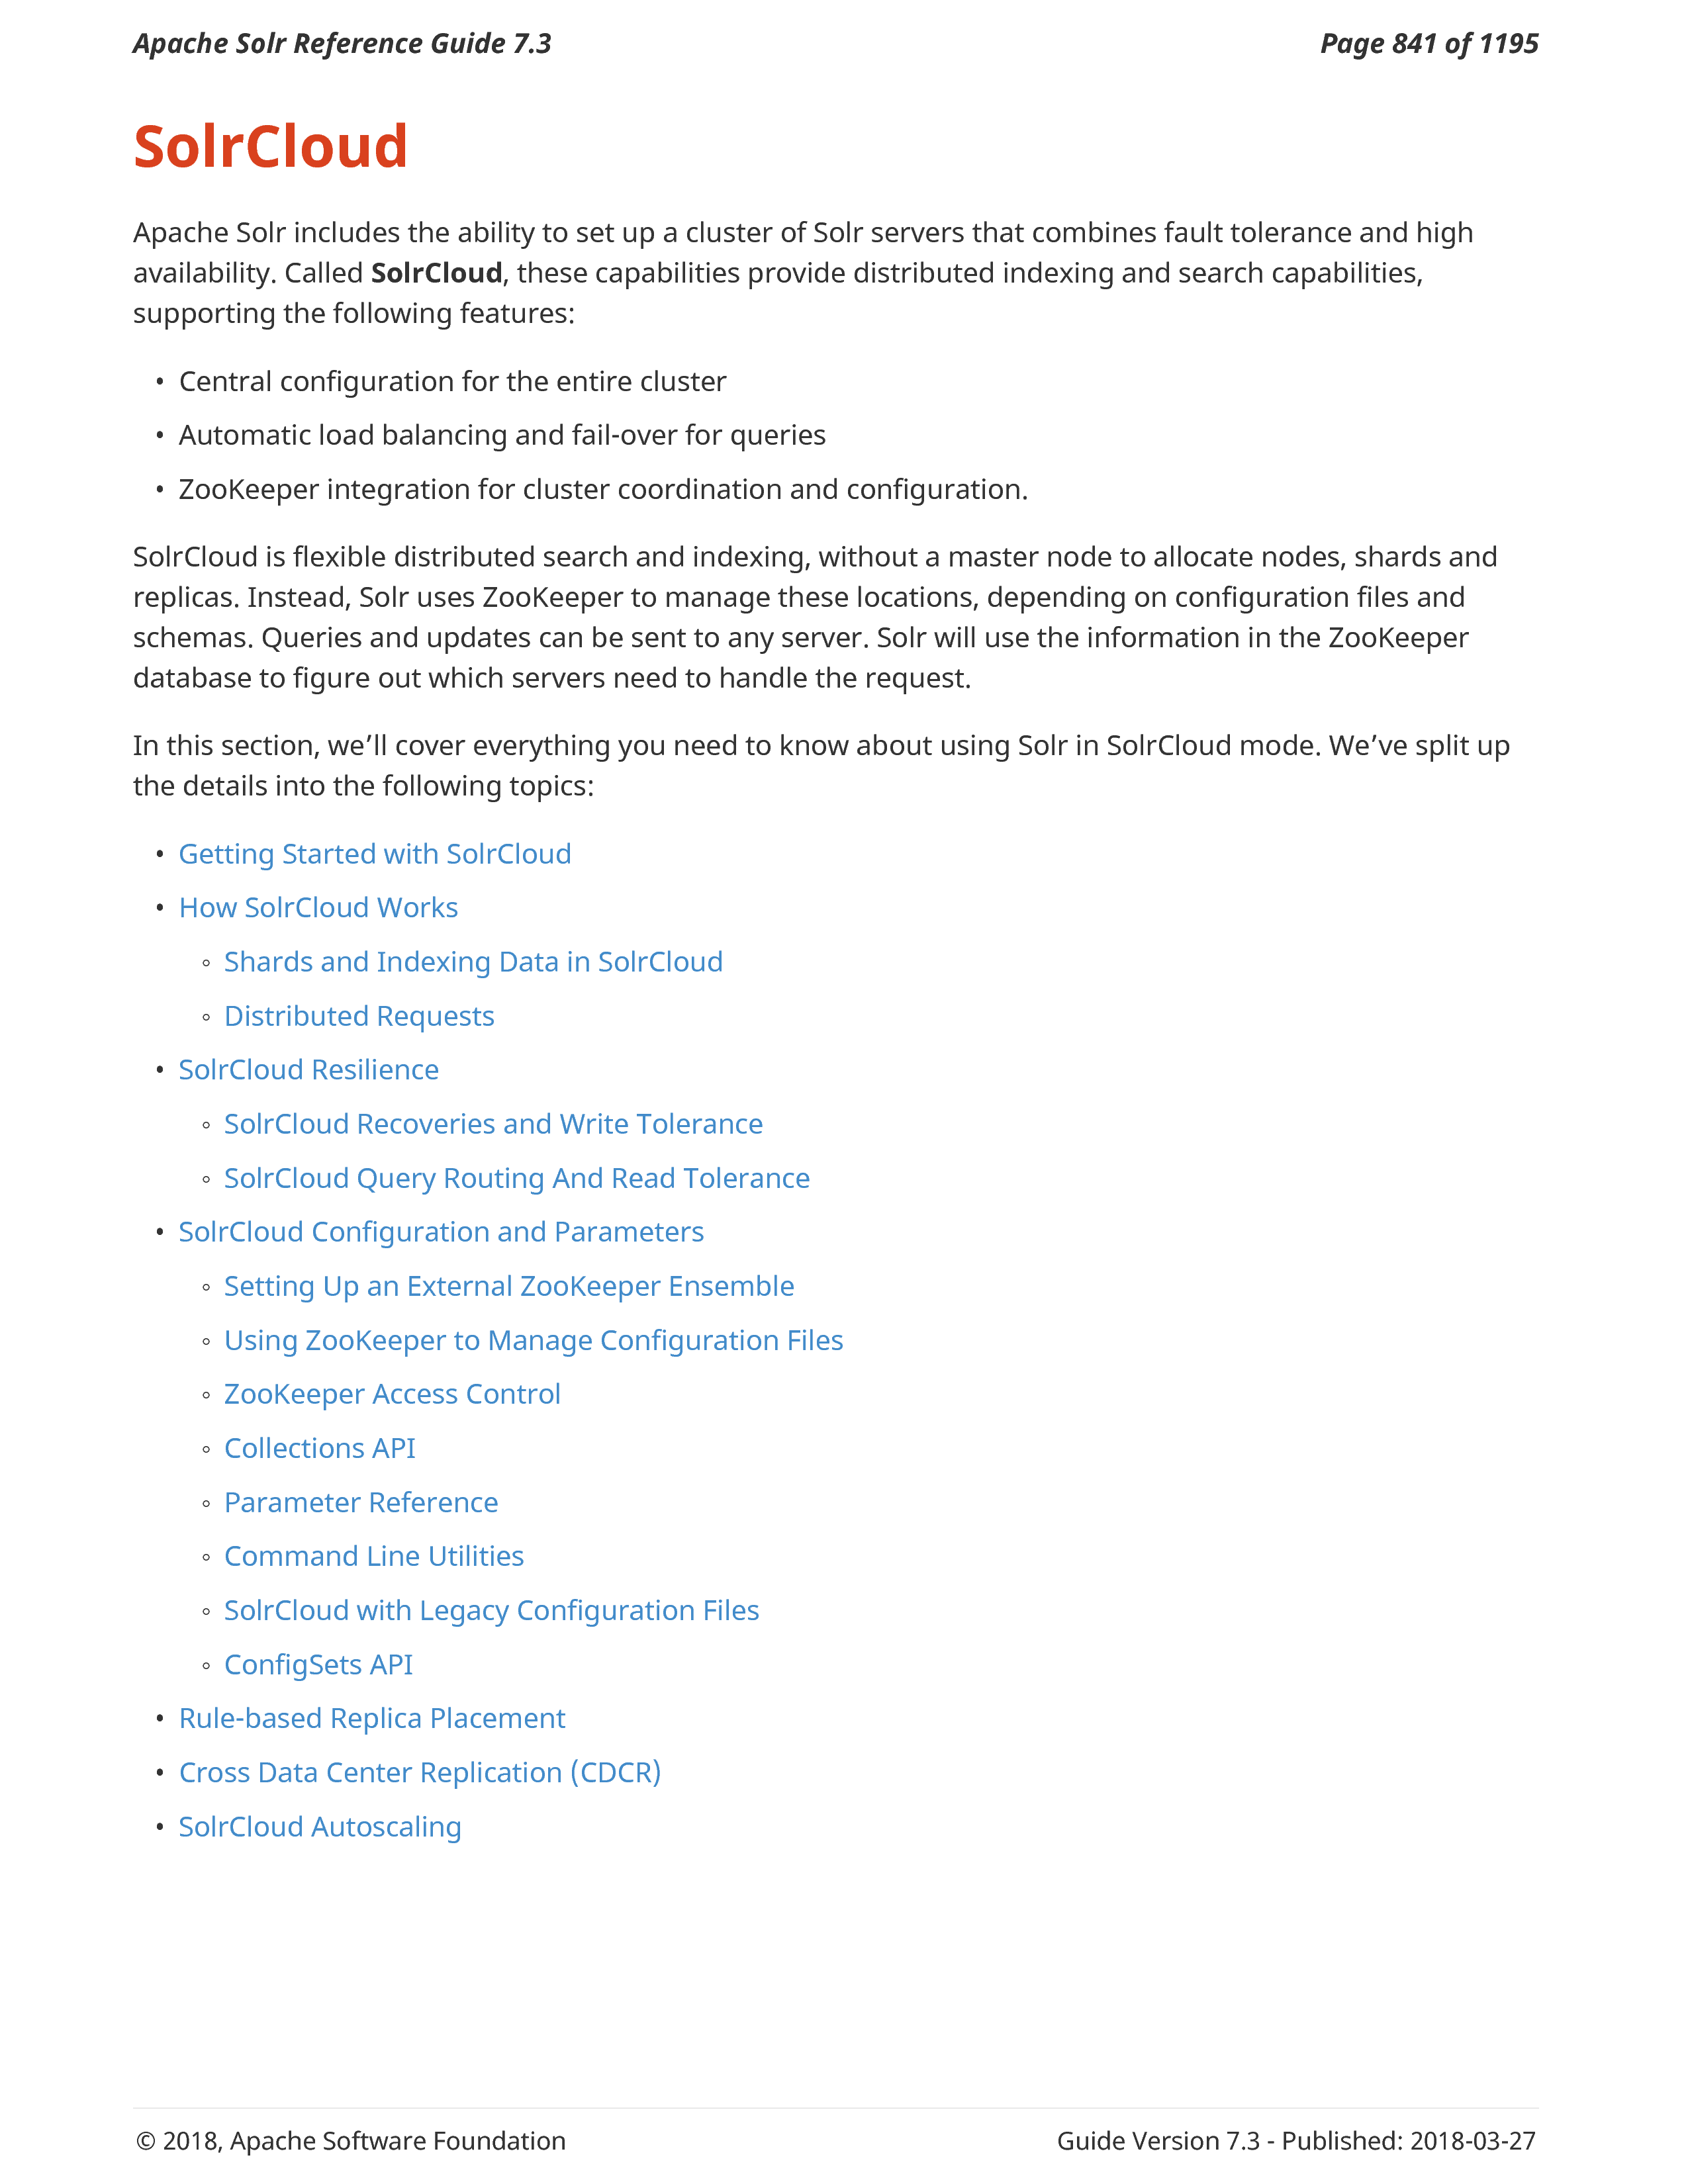 Apache Solr Reference Guide 7.3
Page 841 of 1195
SolrCloud
Apache Solr includes the ability to set up a cluster of Solr servers that combines fault tolerance and high
availability. Called SolrCloud, these capabilities provide distributed indexing and search capabilities,
supporting the following features:
• Central configuration for the entire cluster
• Automatic load balancing and fail-over for queries
• ZooKeeper integration for cluster coordination and configuration.
SolrCloud is flexible distributed search and indexing, without a master node to allocate nodes, shards and
replicas. Instead, Solr uses ZooKeeper to manage these locations, depending on configuration files and
schemas. Queries and updates can be sent to any server. Solr will use the information in the ZooKeeper
database to figure out which servers need to handle the request.
In this section, we’ll cover everything you need to know about using Solr in SolrCloud mode. We’ve split up
the details into the following topics:
• Getting Started with SolrCloud
• How SolrCloud Works
◦ Shards and Indexing Data in SolrCloud
◦ Distributed Requests
• SolrCloud Resilience
◦ SolrCloud Recoveries and Write Tolerance
◦ SolrCloud Query Routing And Read Tolerance
• SolrCloud Configuration and Parameters
◦ Setting Up an External ZooKeeper Ensemble
◦ Using ZooKeeper to Manage Configuration Files
◦ ZooKeeper Access Control
◦ Collections API
◦ Parameter Reference
◦ Command Line Utilities
◦ SolrCloud with Legacy Configuration Files
◦ ConfigSets API
• Rule-based Replica Placement
• Cross Data Center Replication (CDCR)
• SolrCloud Autoscaling
© 2018, Apache Software Foundation
Guide Version 7.3 - Published: 2018-03-27